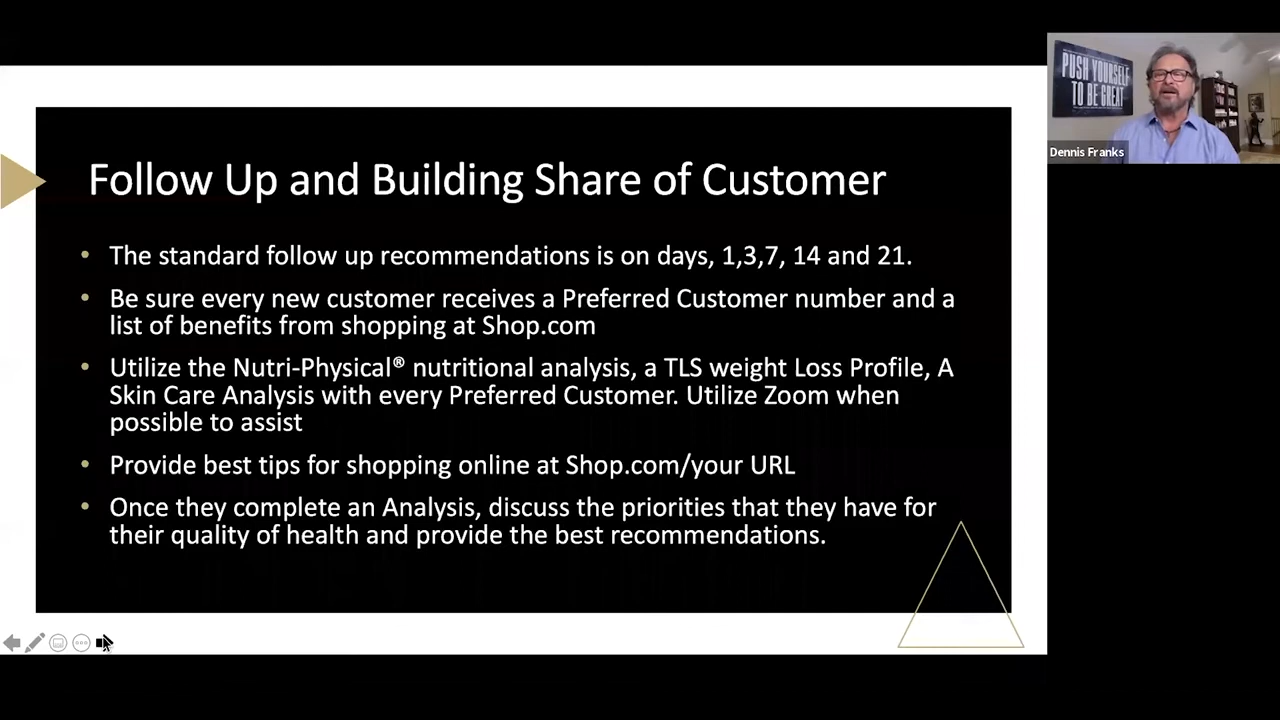 Follow Up and Building Share of Customer
• The standard follow up recommendations is on days, 1,3,7, 14 and 21.
• Be sure every new customer receives a Preferred Customer number and a
list of benefits from shopping at Shop.com
• Utilize the Nutri-Physical® nutritional analysis, a TLS weight Loss Profile, A
Skin Care Analysis with every Preferred Customer. Utilize Zoom when
possible to assist
• Provide best tips for shopping online at Shop.com/your URL
• Once they complete an Analysis, discuss the priorities that they have for
their quality of health and provide the best recommendations.
PUSH YOURSELF
TO BE GREAT
Dennis Franks